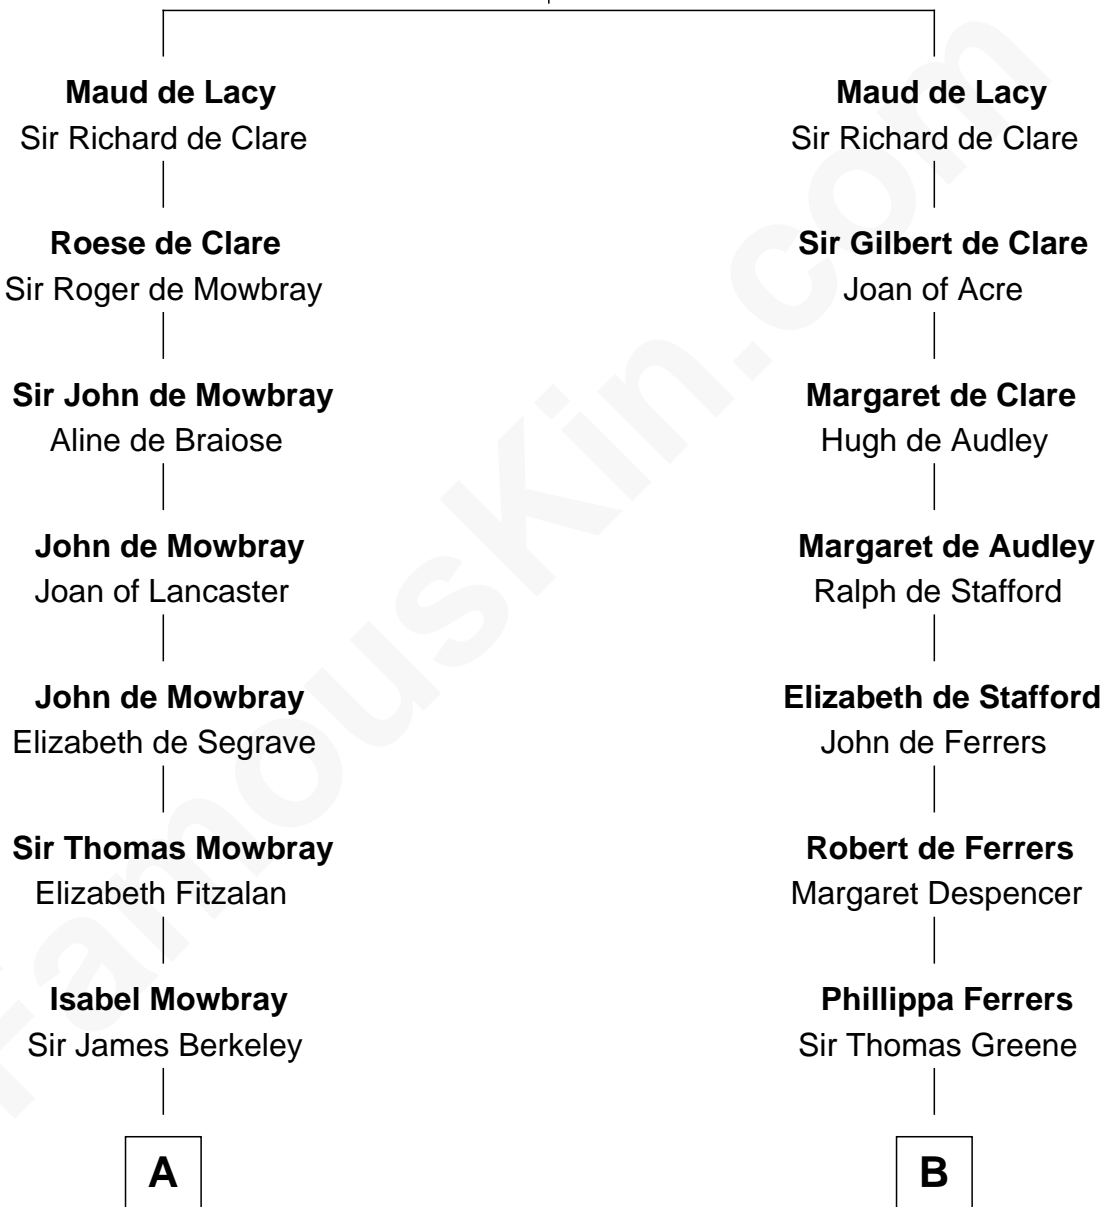 Maud de Lacy
Sir Richard de Clare
Roese de Clare
Sir Roger de Mowbray
Sir John de Mowbray
Aline de Braiose
John de Mowbray
Joan of Lancaster
John de Mowbray
Elizabeth de Segrave
Sir Thomas Mowbray
Elizabeth Fitzalan
Isabel Mowbray
Sir James Berkeley
A
Maud de Lacy
Sir Richard de Clare
Sir Gilbert de Clare
Joan of Acre
Margaret de Clare
Hugh de Audley
Margaret de Audley
Ralph de Stafford
Elizabeth de Stafford
John de Ferrers
Robert de Ferrers
Margaret Despencer
Phillippa Ferrers
Sir Thomas Greene
B
FamousKin.com